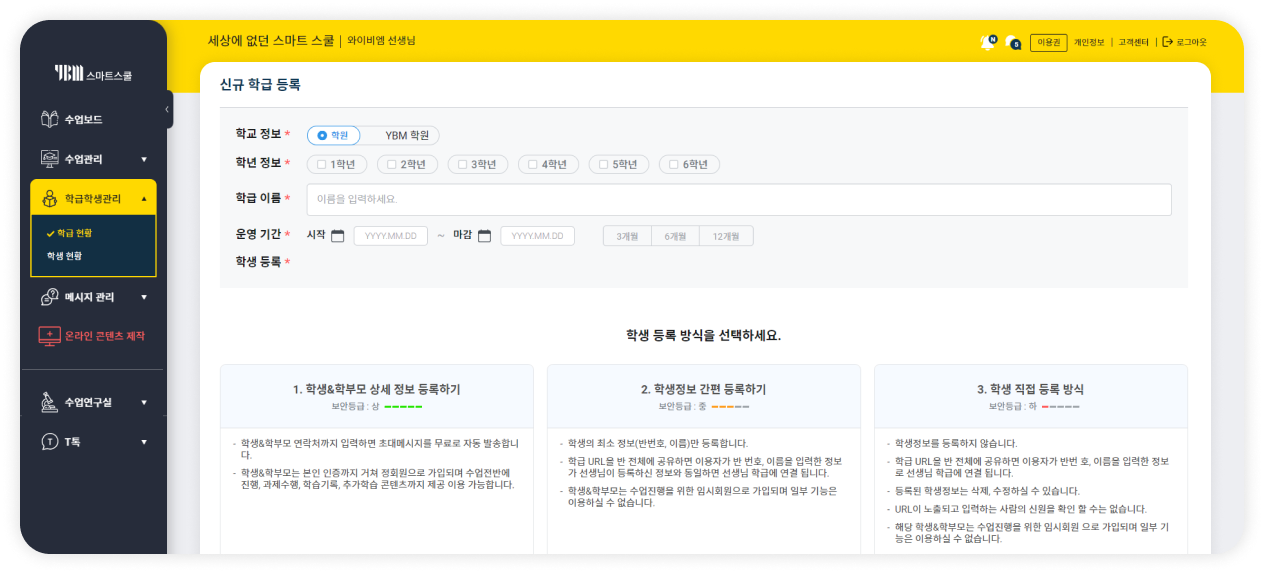 세상에 없던 스마트 스쿨 | 와이비엠 선생님
N
5
이용권
개인정보 | 고객센터 | 로그아웃
YBM 스마트스쿨
수업보드
수업관리 ▼
학급학생관리 ▲
✓ 학급 현황
학생 현황
메시지 관리 ▼
온라인 콘텐츠 제작
수업연구실 ▼
T T톡 ▼
신규 학급 등록
학교 정보 * 학원 YBM 학원
학년 정보 * 1학년 2학년 3학년 4학년 5학년 6학년
학급 이름 * 이름을 입력하세요.
운영 기간 * 시작 YYYY.MM.DD ~ 마감 YYYY.MM.DD 3개월 6개월 12개월
학생 등록 *
학생 등록 방식을 선택하세요.
1. 학생&학부모 상세 정보 등록하기
보안등급 : 상
- 학생&학부모 연락처까지 입력하면 초대메시지를 무료로 자동 발송합니
다.
- 학생&학부모는 본인 인증까지 거쳐 정회원으로 가입되며 수업전반에
진행, 과제수행, 학습기록, 추가학습 콘텐츠까지 제공 이용 가능합니다.
2. 학생정보 간편 등록하기
보안등급 : 중
- 학생의 최소 정보(반번호, 이름)만 등록합니다.
- 학급 URL을 반 전체에 공유하면 이용자가 반 번호, 이름을 입력한 정보
가 선생님이 등록하신 정보와 동일하면 선생님 학급에 연결 됩니다.
- 학생&학부모는 수업진행을 위한 임시회원으로 가입되며 일부 기능은
이용하실 수 없습니다.
3. 학생 직접 등록 방식
보안등급 : 하
- 학생정보를 등록하지 않습니다.
- 학급 URL을 반 전체에 공유하면 이용자가 반번 호, 이름을 입력한 정보
로 선생님 학급에 연결 됩니다.
- 등록된 학생정보는 삭제, 수정하실 수 있습니다.
- URL이 노출되고 입력하는 사람의 신원을 확인 할 수는 없습니다.
- 해당 학생&학부모는 수업진행을 위한 임시회원 으로 가입되며 일부 기
능은 이용하실 수 없습니다.